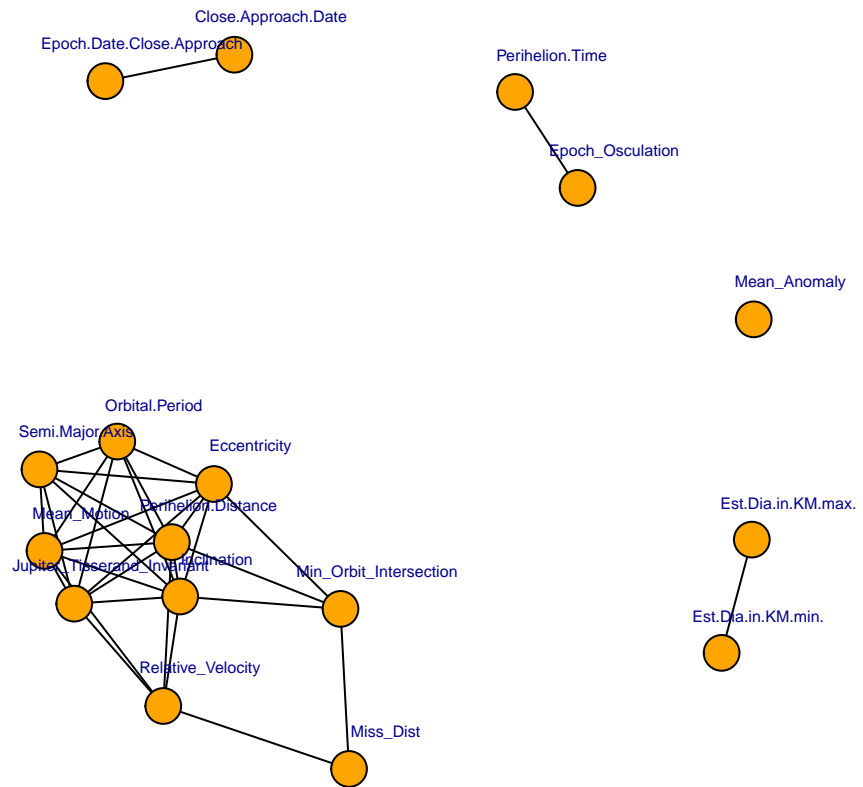 Close.Approach.Date
Epoch.Date.Close.Approach
Perihelion.Time
Epoch_Osculation
Mean_Anomaly
Orbital.Period
Semi.Major.Axis
Eccentricity
Perihelion.Distance
Mean_Motion
Est.Dia.in.KM.max.
Inclination
Jupiter_Tisserand_Invariant
Min_Orbit_Intersection
Est.Dia.in.KM.min.
Relative_Velocity
Miss_Dist